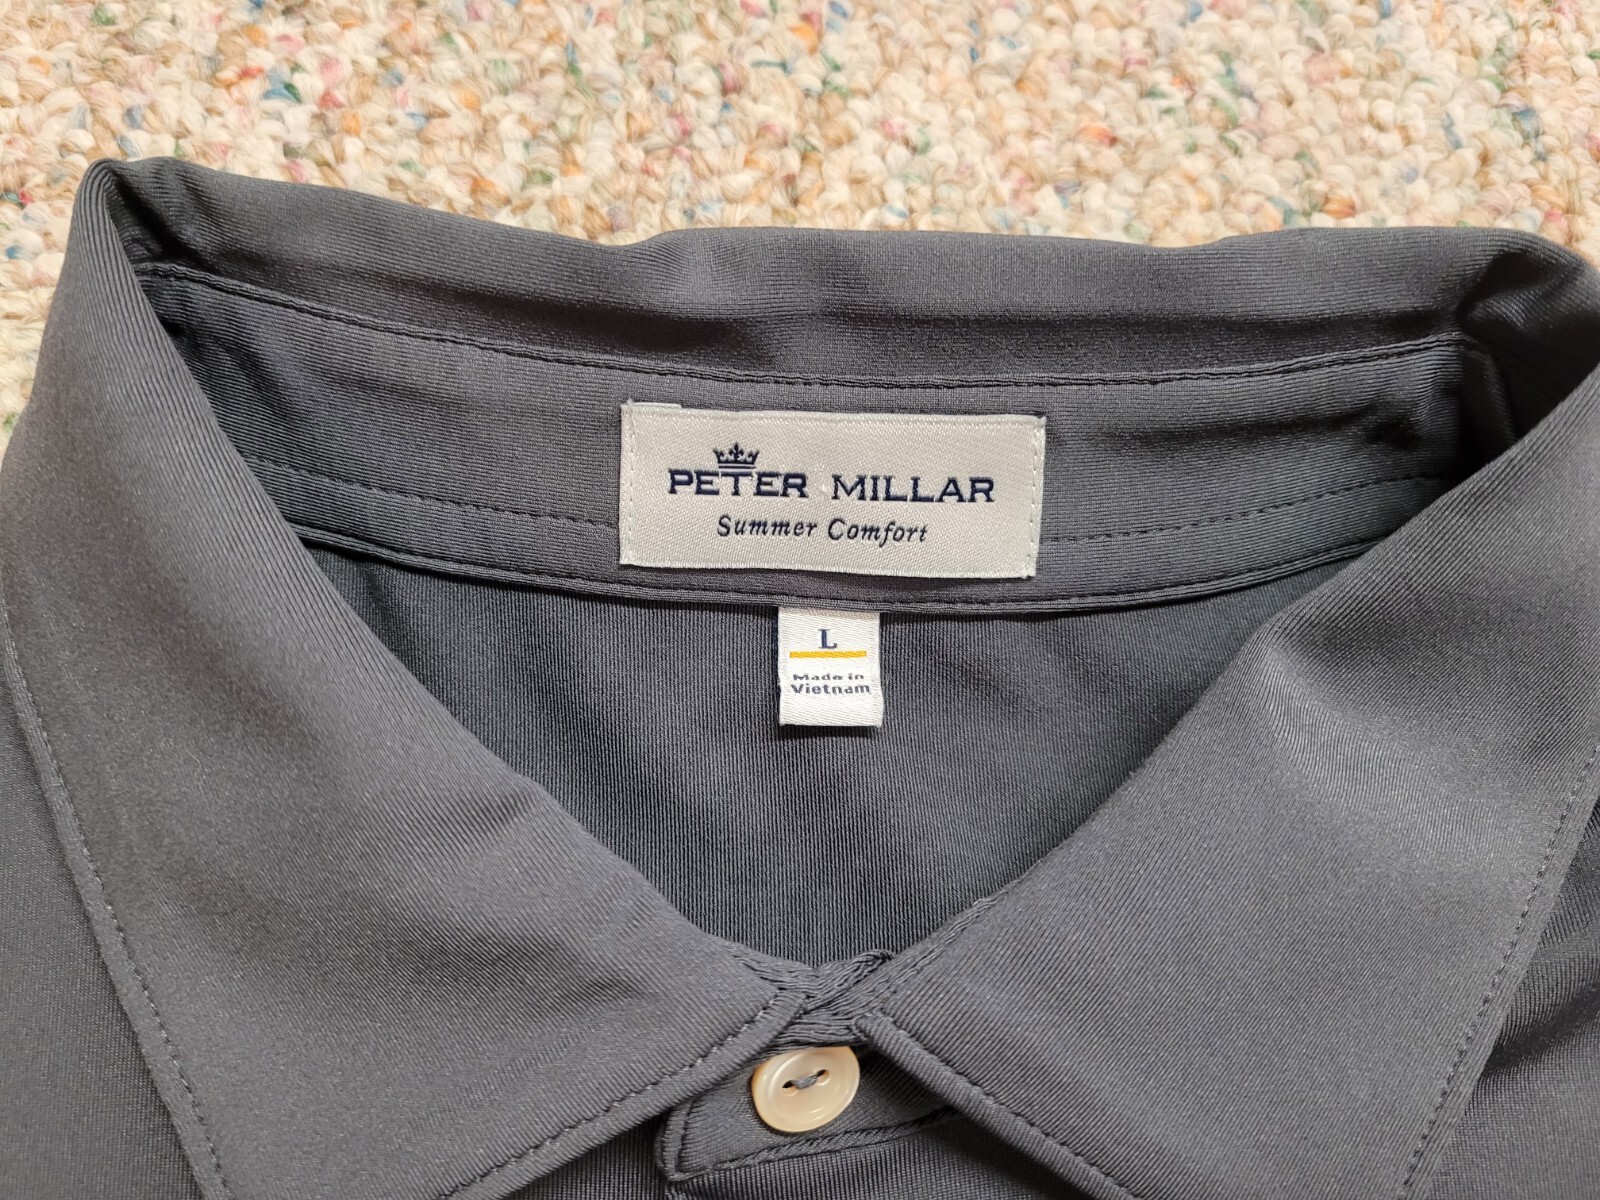 PETER MILLAR
Summer Comfort
L
Made in
Vietnam